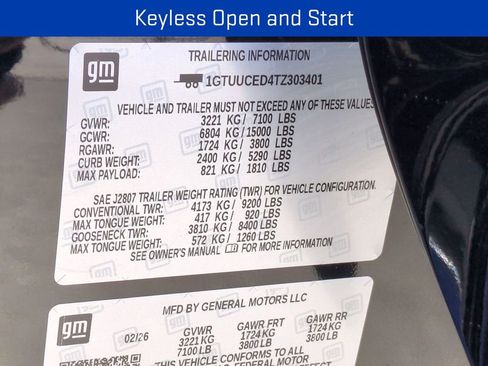 Keyless Open and Start
gm
TRAILERING INFORMATION
1GTUUCED4TZ303401
VEHICLE AND TRAILER MUST NOT EXCEED ANY OF THESE
GVWR: 3221 KG / 7100 LBS
GCWR: 6804 KG / 15000 LBS
RGAWR: 1724 KG / 3800 LBS
CURB WEIGHT: 2400 KG / 5290 LBS
MAX PAYLOAD: 821 KG / 1810 LBS
SAE J2807 TRAILER WEIGHT RATING (TWR) FOR VEHICLE CONFIGURATION.
CONVENTIONAL TWR: 4173 KG / 9200 LBS
MAX TONGUE WEIGHT: 417 KG / 920 LBS
GOOSENECK TWR: 3810 KG / 8400 LBS
MAX TONGUE WEIGHT: 572 KG / 1260 LBS
SEE OWNER'S MANUAL FOR MORE INFORMATION
gm
MFD BY GENERAL MOTORS LLC
02/26 GVWR GAWR FRT GAWR RR
3221 KG 1724 KG 1724 KG
7100 LB 3800 LB 3800 LB
THIS VEHICLE CONFORMS TO ALL